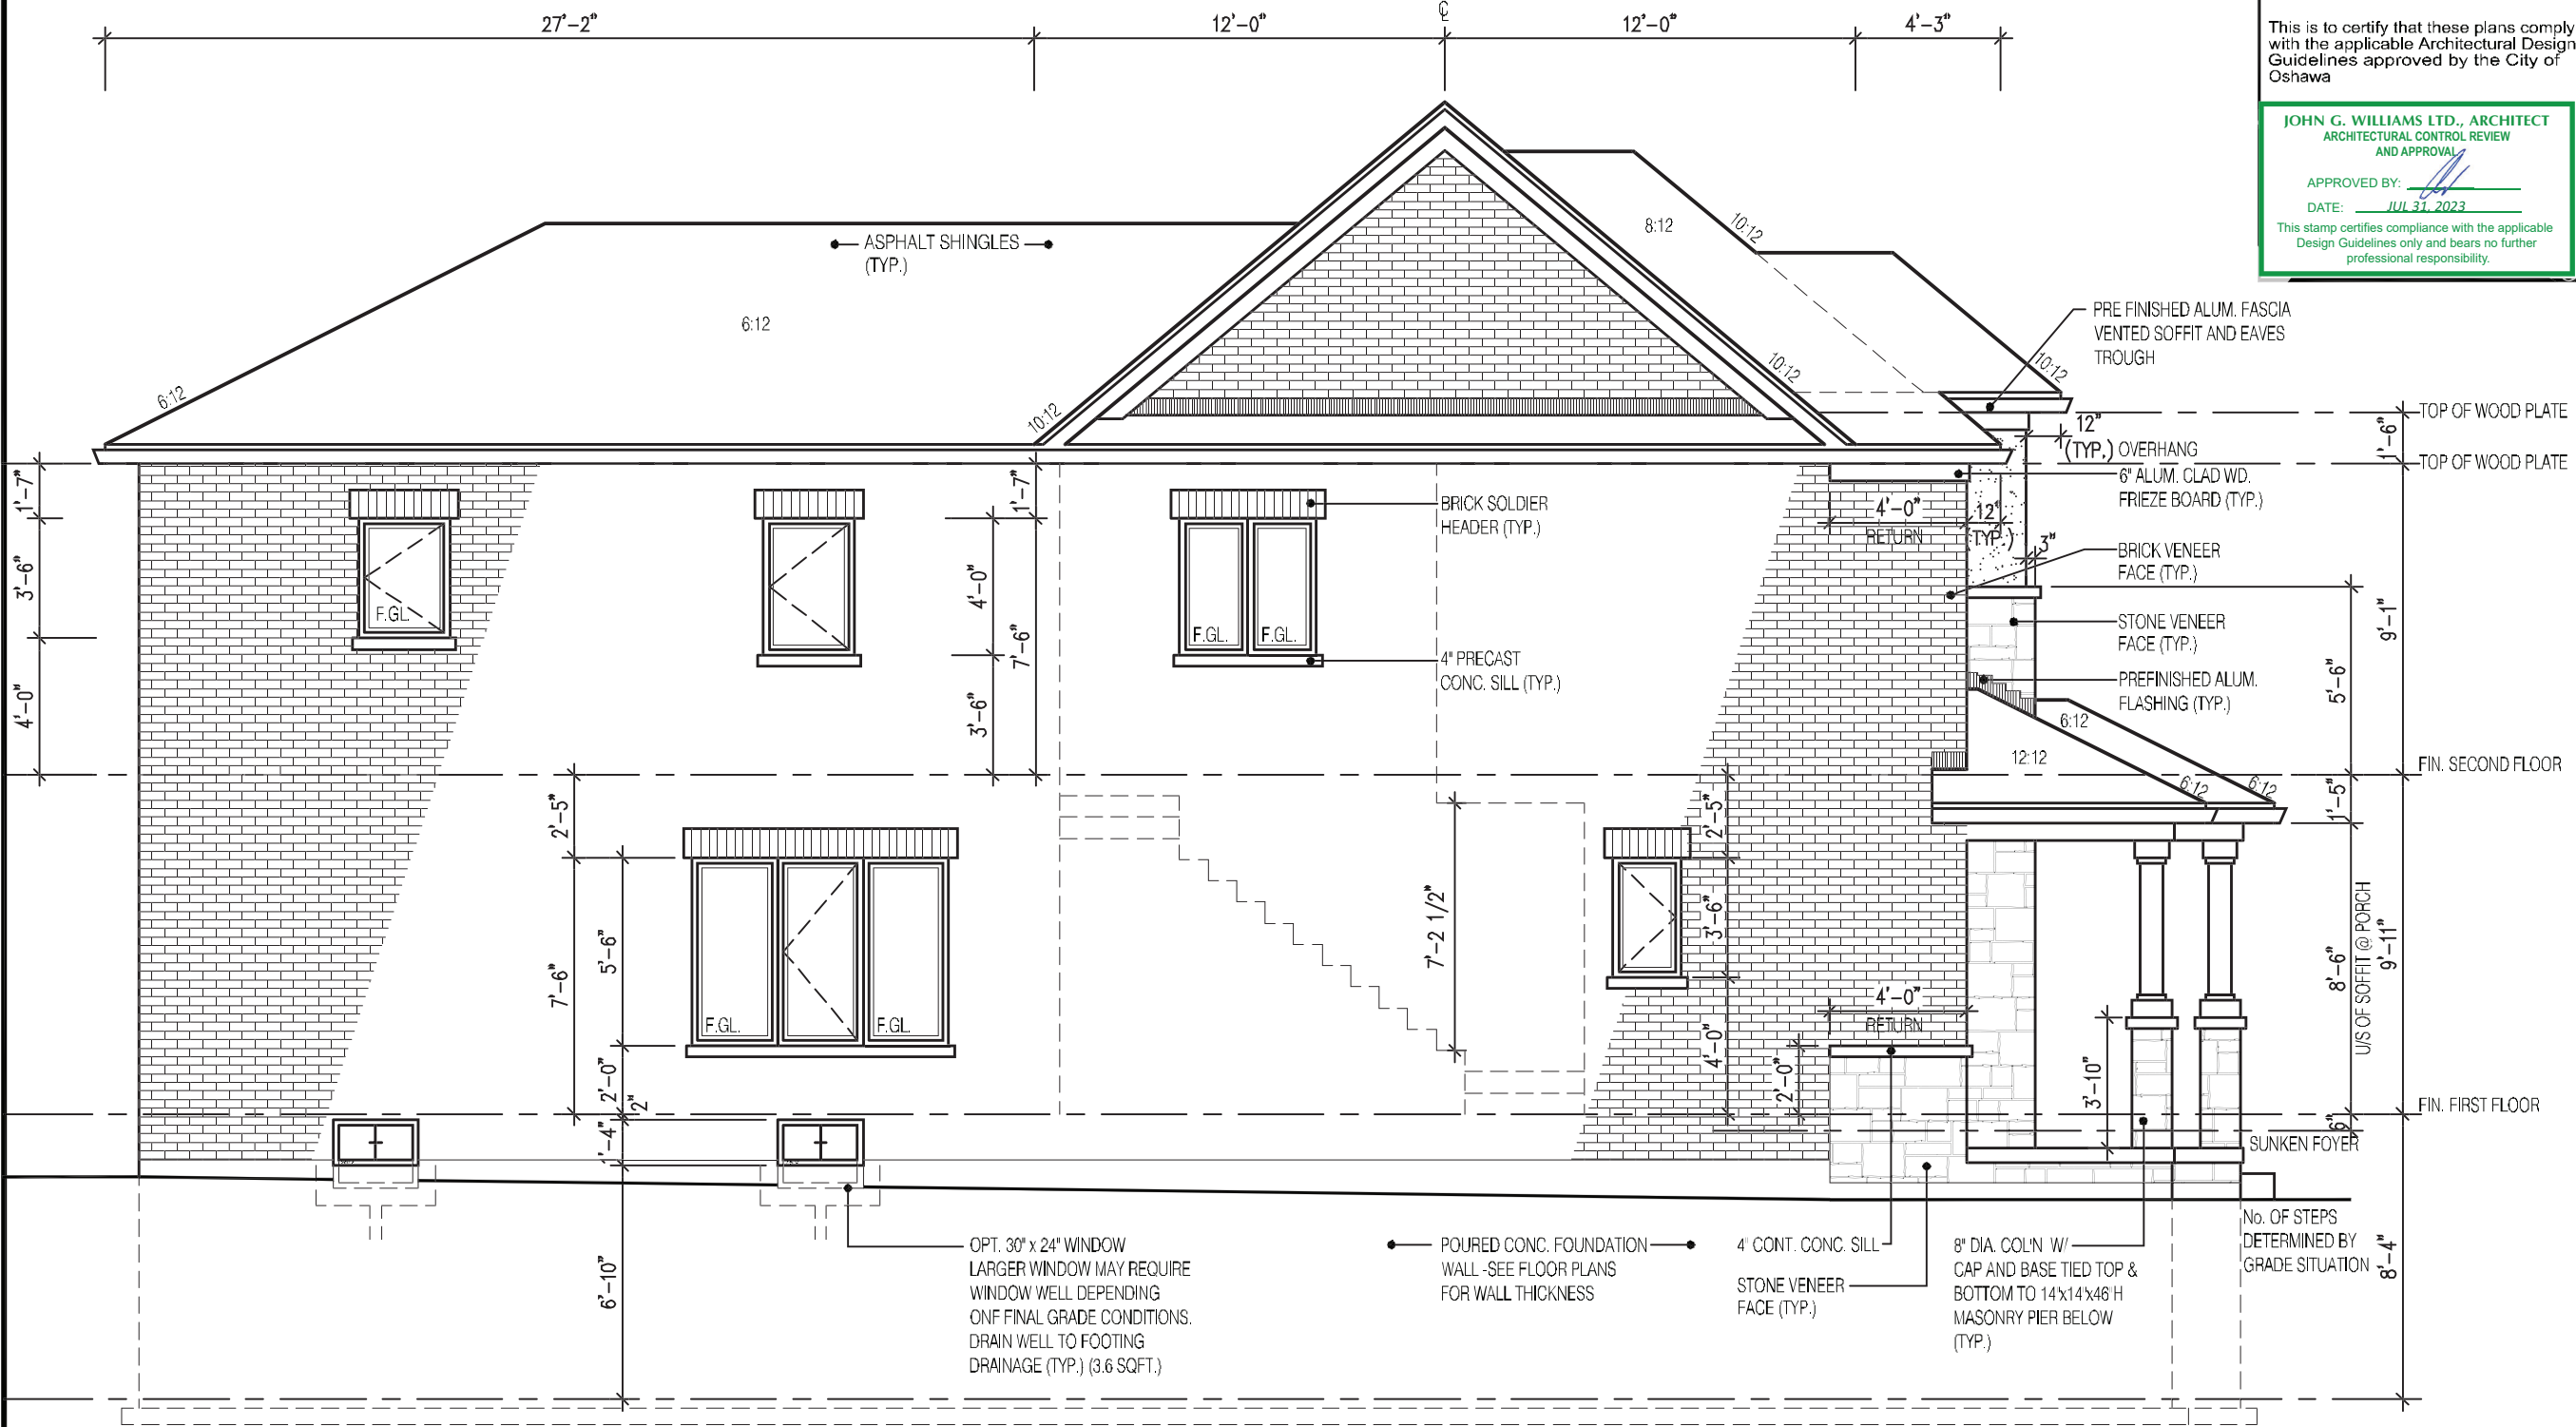 27'-2"
12'-0"
℄
12'-0"
4'-3"
This is to certify that these plans comply
with the applicable Architectural Design
Guidelines approved by the City of
Oshawa
JOHN G. WILLIAMS LTD., ARCHITECT
ARCHITECTURAL CONTROL REVIEW
AND APPROVAL
APPROVED BY:
DATE: JUL 31, 2023
This stamp certifies compliance with the applicable
Design Guidelines only and bears no further
professional responsibility.
ASPHALT SHINGLES
(TYP.)
6:12
6:12
10:12
8:12
10:12
10:12
10:12
PRE FINISHED ALUM. FASCIA
VENTED SOFFIT AND EAVES
TROUGH
TOP OF WOOD PLATE
1'-6"
12"
(TYP.) OVERHANG
TOP OF WOOD PLATE
6" ALUM. CLAD WD.
FRIEZE BOARD (TYP.)
1'-7"
3'-6"
4'-0"
F.GL.
1'-7"
4'-0"
7'-6"
3'-6"
BRICK SOLDIER
HEADER (TYP.)
F.GL.
F.GL.
4" PRECAST
CONC. SILL (TYP.)
4'-0"
RETURN
12"
(TYP.)
3"
BRICK VENEER
FACE (TYP.)
STONE VENEER
FACE (TYP.)
PREFINISHED ALUM.
FLASHING (TYP.)
9'-1"
5'-6"
6:12
12:12
6:12
6:12
FIN. SECOND FLOOR
1'-5"
2'-5"
7'-6"
5'-6"
2'-0"
2"
F.GL.
F.GL.
7'-2 1/2"
2'-5"
3'-6"
4'-0"
4'-0"
RETURN
2'-0"
3'-10"
8'-6"
U/S OF SOFFIT @ PORCH
9'-11"
FIN. FIRST FLOOR
6"
SUNKEN FOYER
1'-4"
6'-10"
OPT. 30" x 24" WINDOW
LARGER WINDOW MAY REQUIRE
WINDOW WELL DEPENDING
ONF FINAL GRADE CONDITIONS.
DRAIN WELL TO FOOTING
DRAINAGE (TYP.) (3.6 SQFT.)
POURED CONC. FOUNDATION
WALL -SEE FLOOR PLANS
FOR WALL THICKNESS
4" CONT. CONC. SILL
STONE VENEER
FACE (TYP.)
8" DIA. COL'N W/
CAP AND BASE TIED TOP &
BOTTOM TO 14"x14"x46"H
MASONRY PIER BELOW
(TYP.)
No. OF STEPS
DETERMINED BY
GRADE SITUATION
8'-4"